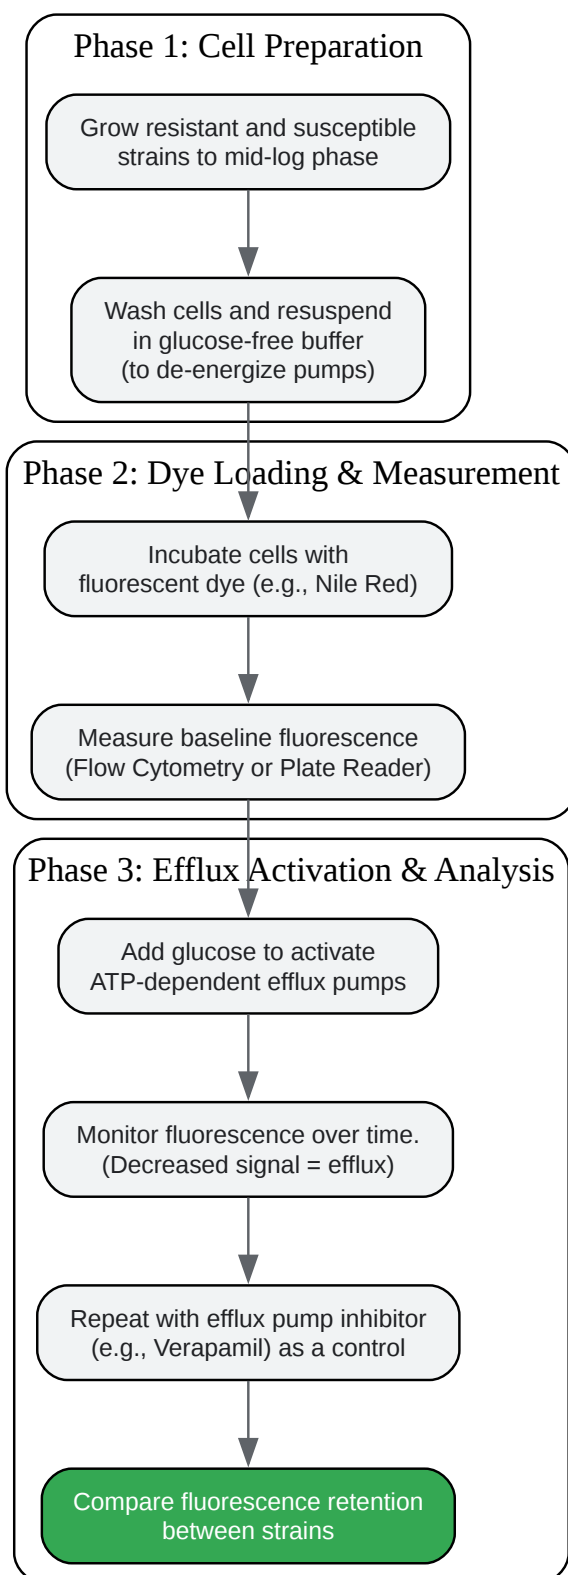 Phase 1: Cell Preparation
Grow resistant and susceptible
strains to mid-log phase
Wash cells and resuspend
in glucose-free buffer
(to de-energize pumps)
Phase 2: Dye Loading & Measurement
Incubate cells with
fluorescent dye (e.g., Nile Red)
Measure baseline fluorescence
(Flow Cytometry or Plate Reader)
Phase 3: Efflux Activation & Analysis
Add glucose to activate
ATP-dependent efflux pumps
Monitor fluorescence over time.
(Decreased signal = efflux)
Repeat with efflux pump inhibitor
(e.g., Verapamil) as a control
Compare fluorescence retention
between strains